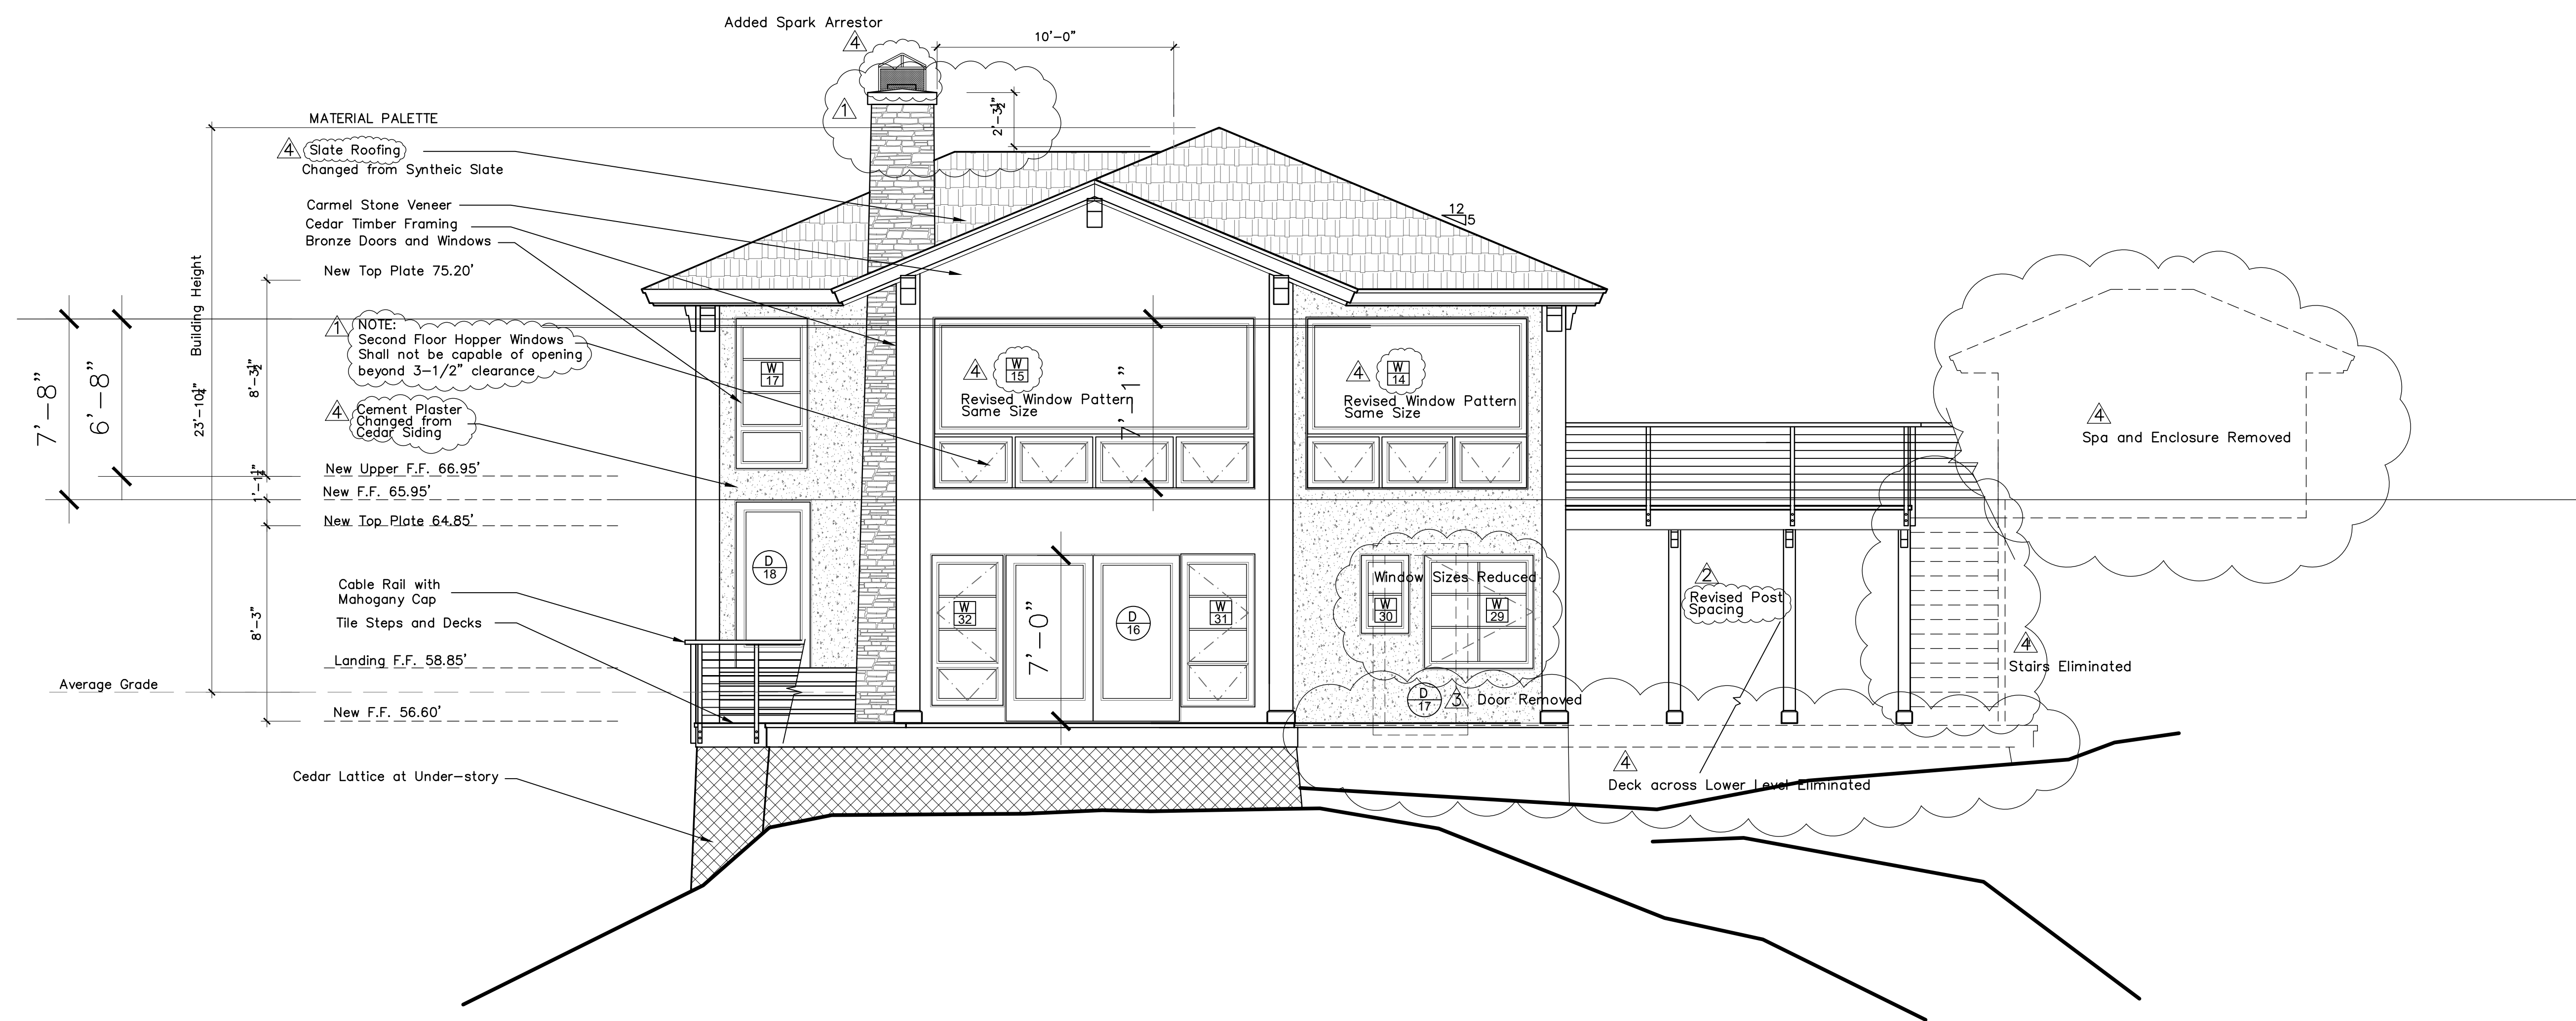 Added Spark Arrestor
4
10'-0"
1
2'-3½"
MATERIAL PALETTE
4
Slate Roofing
Changed from Syntheic Slate
Carmel Stone Veneer
Cedar Timber Framing
Bronze Doors and Windows
12
5
New Top Plate 75.20'
Building Height
23'-10¼"
7'-8"
6'-8"
8'-3½"
1
NOTE:
Second Floor Hopper Windows
Shall not be capable of opening
beyond 3-1/2" clearance
4
Cement Plaster
Changed from
Cedar Siding
W
17
4
W
15
Revised Window Pattern
Same Size
7'-1"
4
W
14
Revised Window Pattern
Same Size
4
Spa and Enclosure Removed
New Upper F.F. 66.95'
1'-1½"
New F.F. 65.95'
New Top Plate 64.85'
D
18
Cable Rail with
Mahogany Cap
Tile Steps and Decks
8'-3"
W
32
7'-0"
D
16
W
31
Window Sizes Reduced
W
30
W
29
2
Revised Post
Spacing
4
Stairs Eliminated
Landing F.F. 58.85'
Average Grade
New F.F. 56.60'
D
17
3
Door Removed
Cedar Lattice at Under-story
4
Deck across Lower Level Eliminated